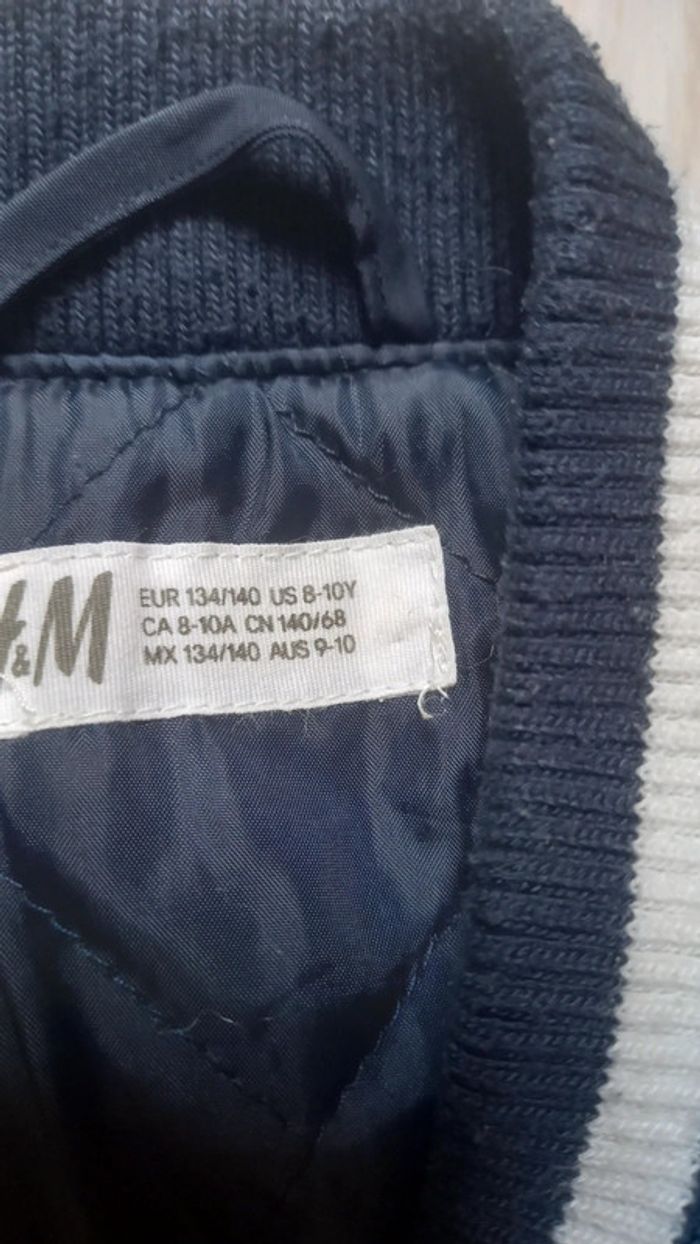 H&M
EUR 134/140 US 8-10Y
CA 8-10A CN 140/68
MX 134/140 AUS 9-10